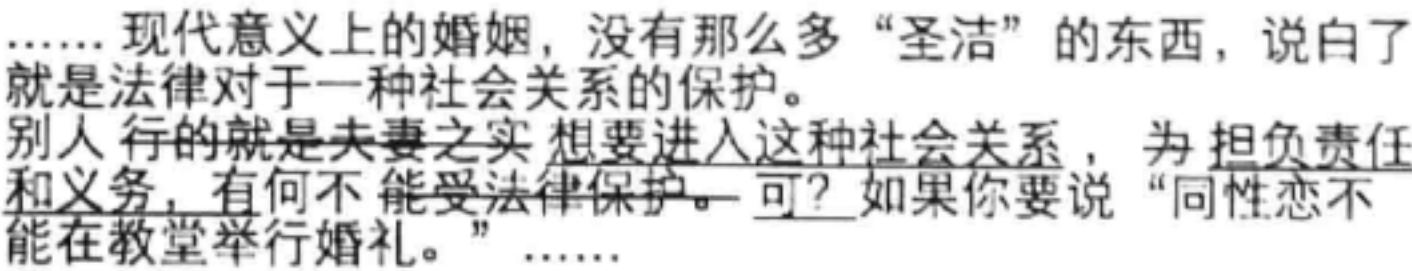 ……现代意义上的婚姻，没有那么多“圣洁”的东西，说白了
就是法律对于一种社会关系的保护。
别人 行的就是夫妻之实 想要进入这种社会关系，为 担负责任
和义务，有何不 能受法律保护。 可？如果你要说“同性恋不
能在教堂举行婚礼。”……